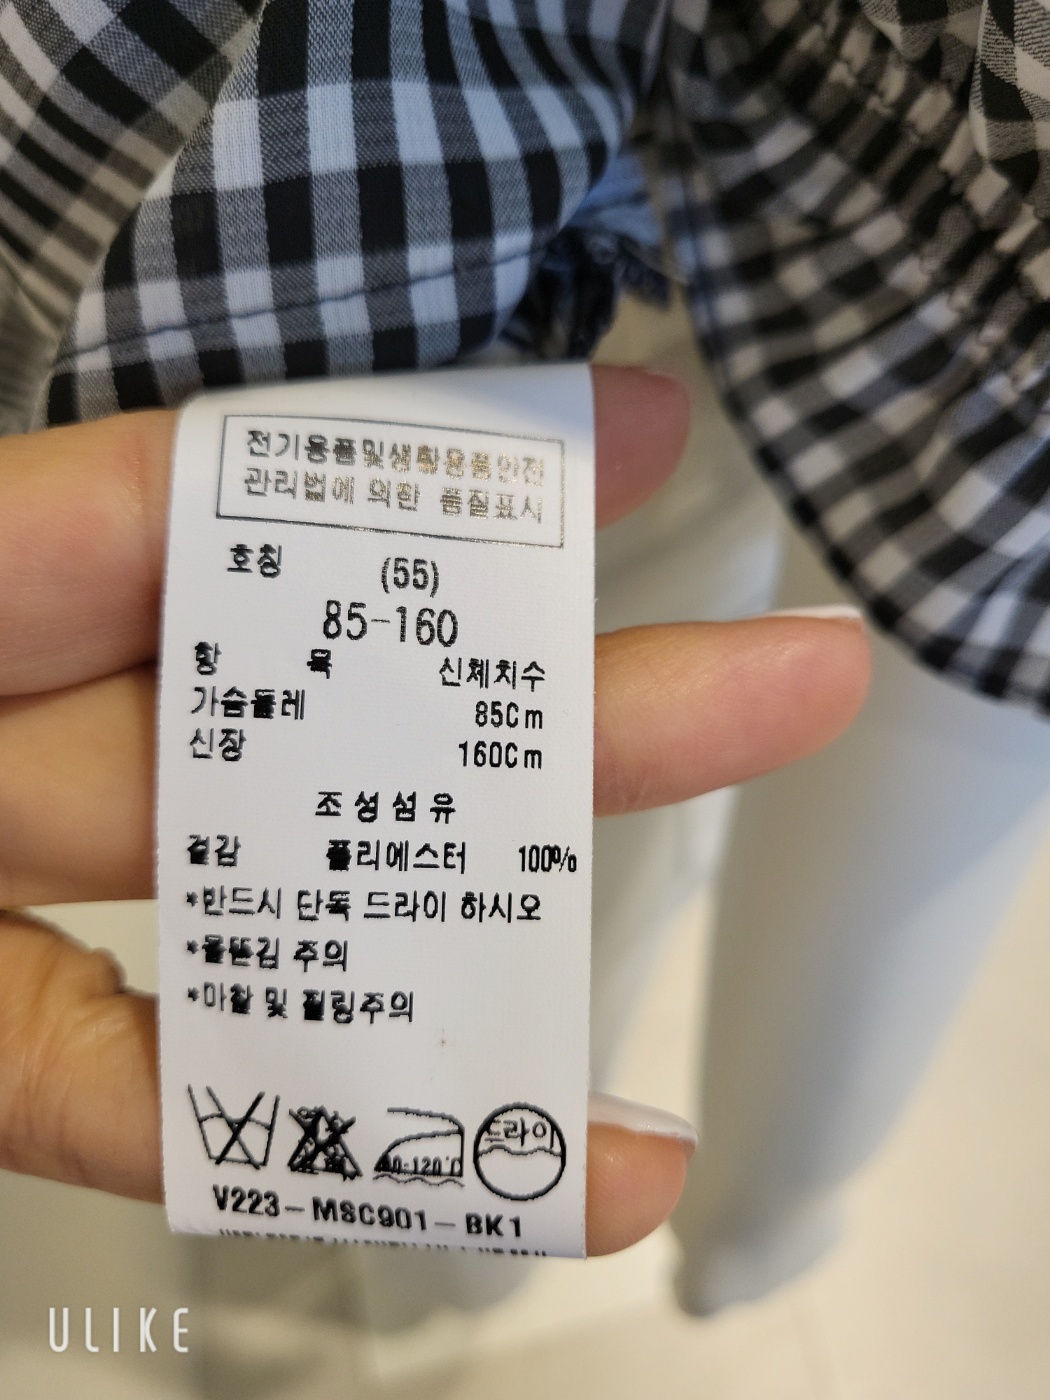 전기용품및생활용품안전
관리법에 의한 품질표시
호칭 (55)
85-160
항 목 신체치수
가슴둘레 85Cm
신장 160Cm
조성섬유
겉감 폴리에스터 100%
*반드시 단독 드라이 하시오
*올뜯김 주의
*마찰 및 필링주의
드라이
V223-MSC901-BK1
ULIKE